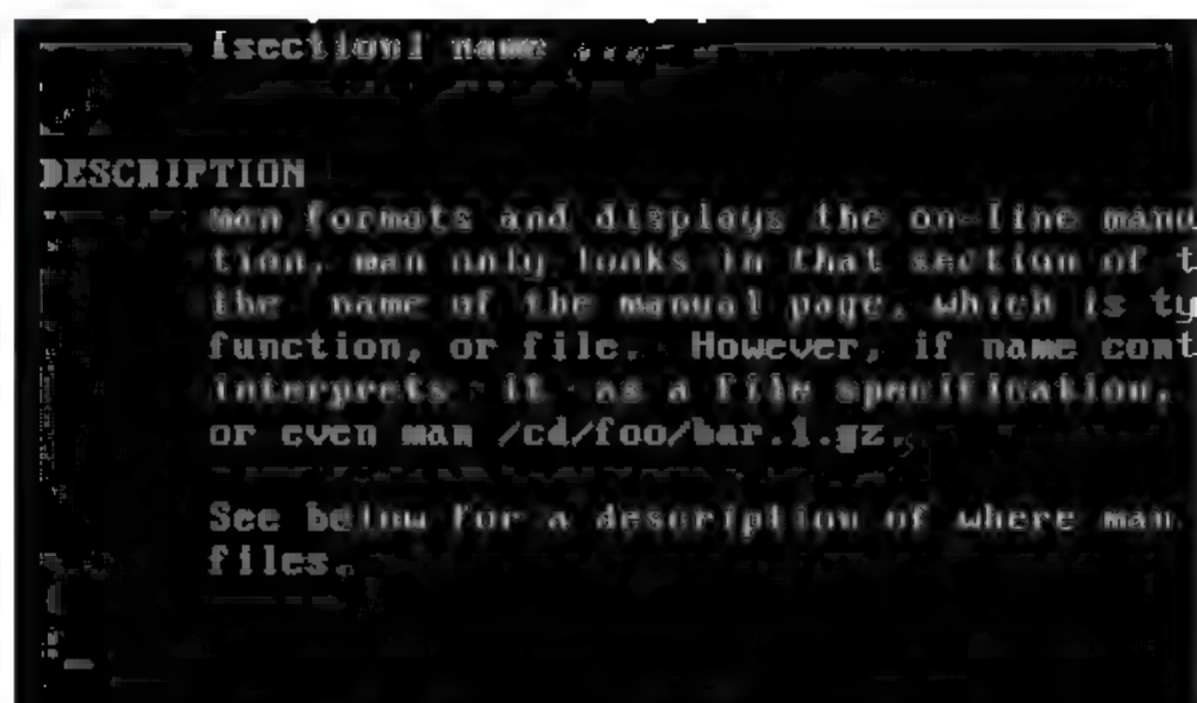 [section] name ...
DESCRIPTION
man formats and displays the on-line manu
tion, man only looks in that section of t
the name of the manual page, which is ty
function, or file. However, if name cont
interprets it as a file specification,
or even man /cd/foo/bar.1.gz.
See below for a description of where man
files.